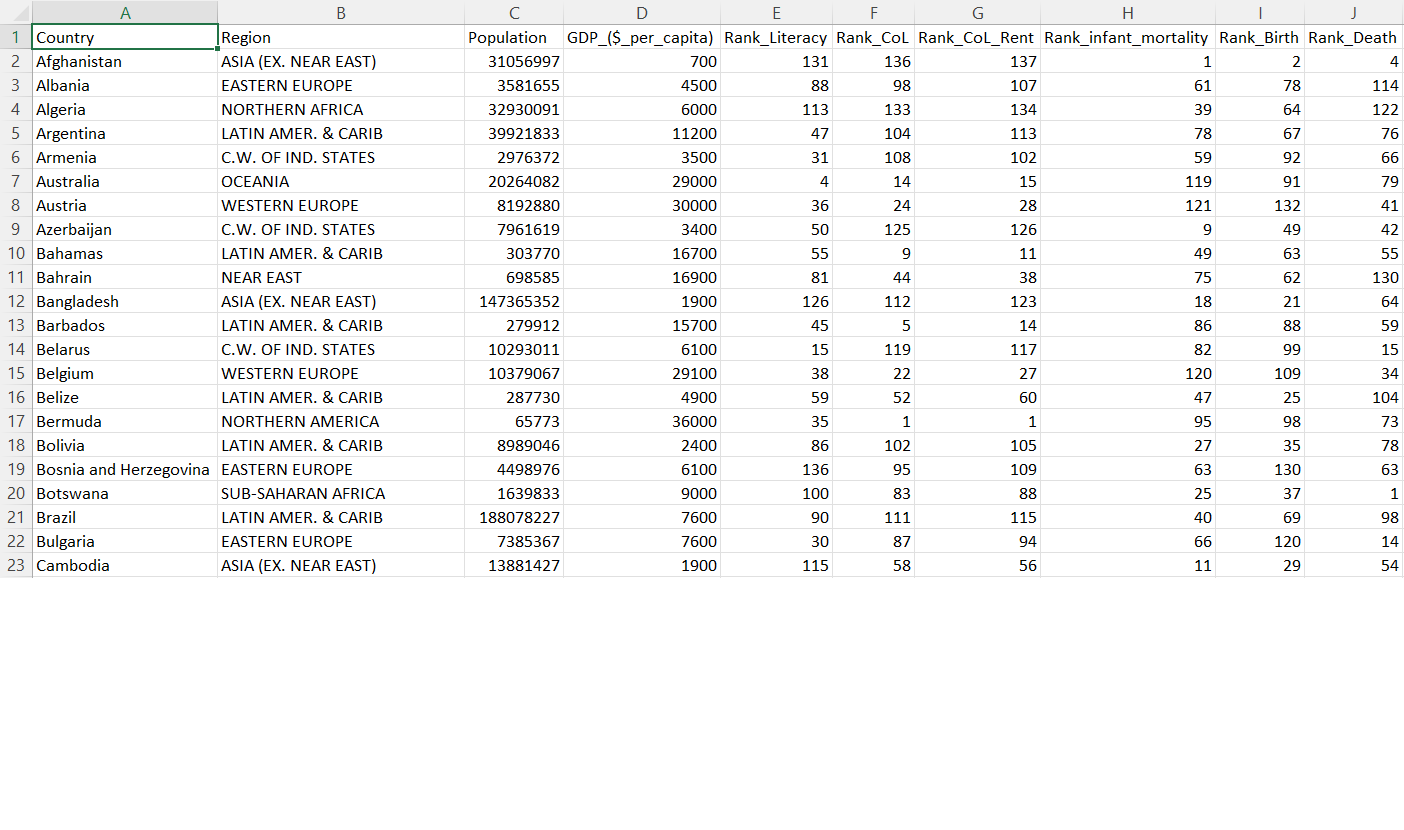 A B C D E F G H I J
1 Country Region Population GDP_($_per_capita) Rank_Literacy Rank_CoL Rank_CoL_Rent Rank_infant_mortality Rank_Birth Rank_Death
2 Afghanistan ASIA (EX. NEAR EAST) 31056997 700 131 136 137 1 2 4
3 Albania EASTERN EUROPE 3581655 4500 88 98 107 61 78 114
4 Algeria NORTHERN AFRICA 32930091 6000 113 133 134 39 64 122
5 Argentina LATIN AMER. & CARIB 39921833 11200 47 104 113 78 67 76
6 Armenia C.W. OF IND. STATES 2976372 3500 31 108 102 59 92 66
7 Australia OCEANIA 20264082 29000 4 14 15 119 91 79
8 Austria WESTERN EUROPE 8192880 30000 36 24 28 121 132 41
9 Azerbaijan C.W. OF IND. STATES 7961619 3400 50 125 126 9 49 42
10 Bahamas LATIN AMER. & CARIB 303770 16700 55 9 11 49 63 55
11 Bahrain NEAR EAST 698585 16900 81 44 38 75 62 130
12 Bangladesh ASIA (EX. NEAR EAST) 147365352 1900 126 112 123 18 21 64
13 Barbados LATIN AMER. & CARIB 279912 15700 45 5 14 86 88 59
14 Belarus C.W. OF IND. STATES 10293011 6100 15 119 117 82 99 15
15 Belgium WESTERN EUROPE 10379067 29100 38 22 27 120 109 34
16 Belize LATIN AMER. & CARIB 287730 4900 59 52 60 47 25 104
17 Bermuda NORTHERN AMERICA 65773 36000 35 1 1 95 98 73
18 Bolivia LATIN AMER. & CARIB 8989046 2400 86 102 105 27 35 78
19 Bosnia and Herzegovina EASTERN EUROPE 4498976 6100 136 95 109 63 130 63
20 Botswana SUB-SAHARAN AFRICA 1639833 9000 100 83 88 25 37 1
21 Brazil LATIN AMER. & CARIB 188078227 7600 90 111 115 40 69 98
22 Bulgaria EASTERN EUROPE 7385367 7600 30 87 94 66 120 14
23 Cambodia ASIA (EX. NEAR EAST) 13881427 1900 115 58 56 11 29 54